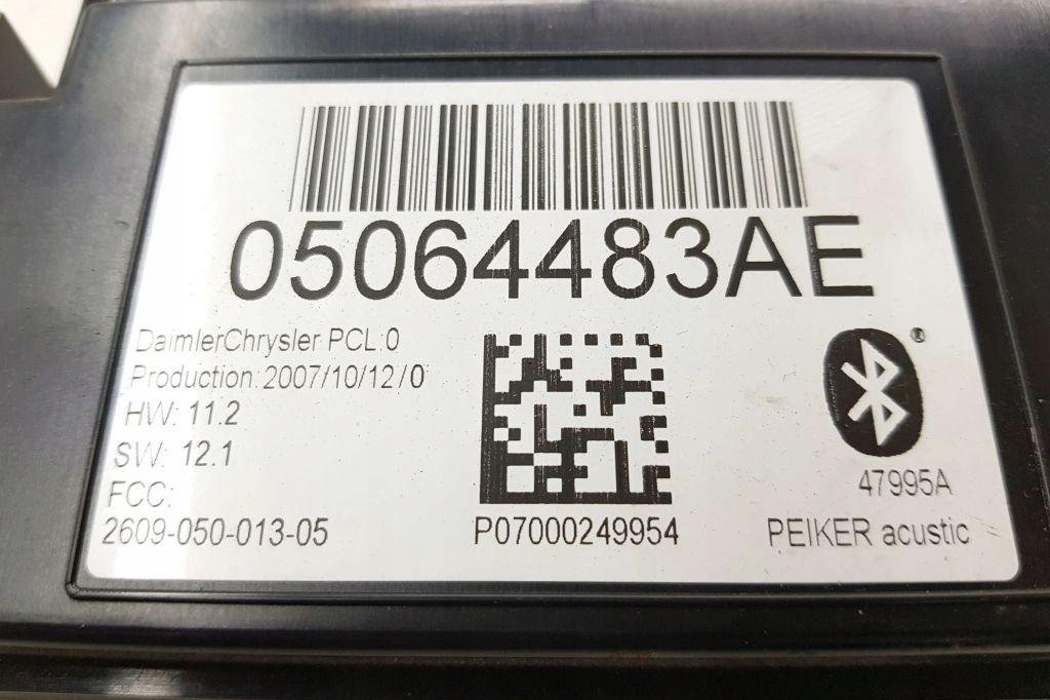 05064483AE
DaimlerChrysler PCL:0
Production: 2007/10/12/0
HW: 11.2
SW: 12.1
FCC:
2609-050-013-05
P07000249954
®
47995A
PEIKER acustic